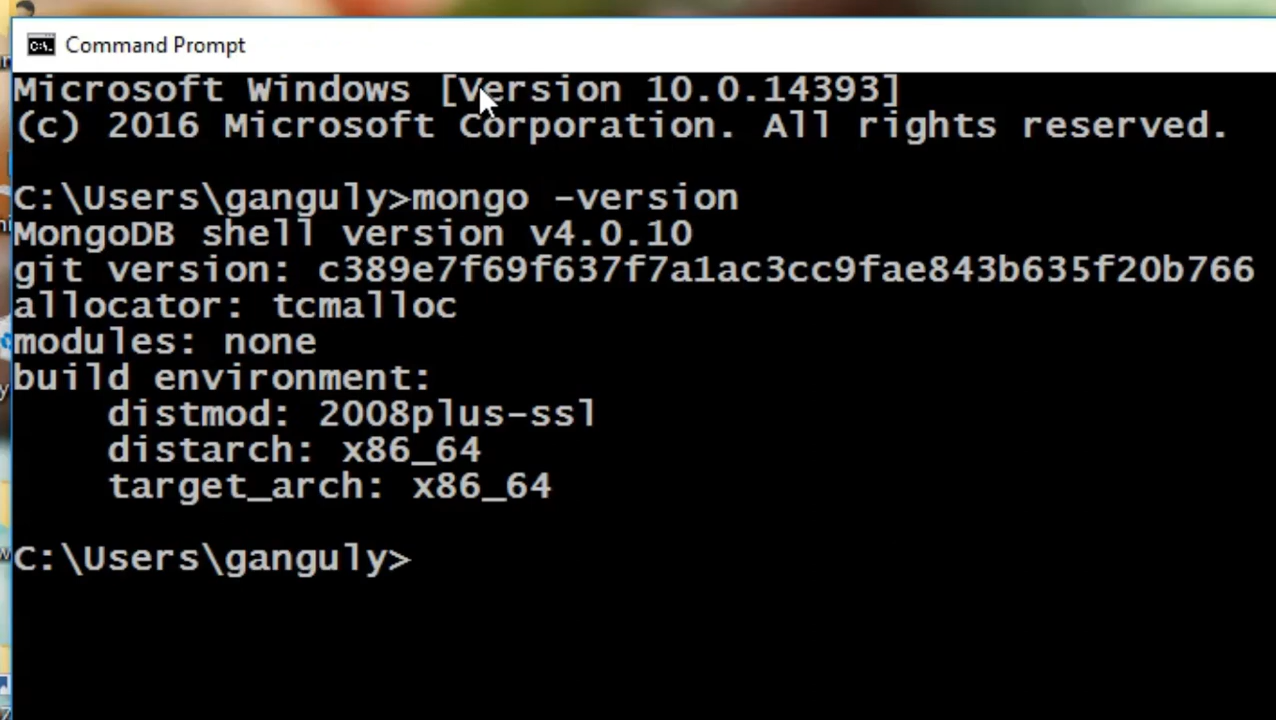 Command Prompt
Microsoft Windows [Version 10.0.14393]
(c) 2016 Microsoft Corporation. All rights reserved.
C:\Users\ganguly>mongo -version
MongoDB shell version v4.0.10
git version: c389e7f69f637f7a1ac3cc9fae843b635f20b766
allocator: tcmalloc
modules: none
build environment:
    distmod: 2008plus-ssl
    distarch: x86_64
    target_arch: x86_64
C:\Users\ganguly>